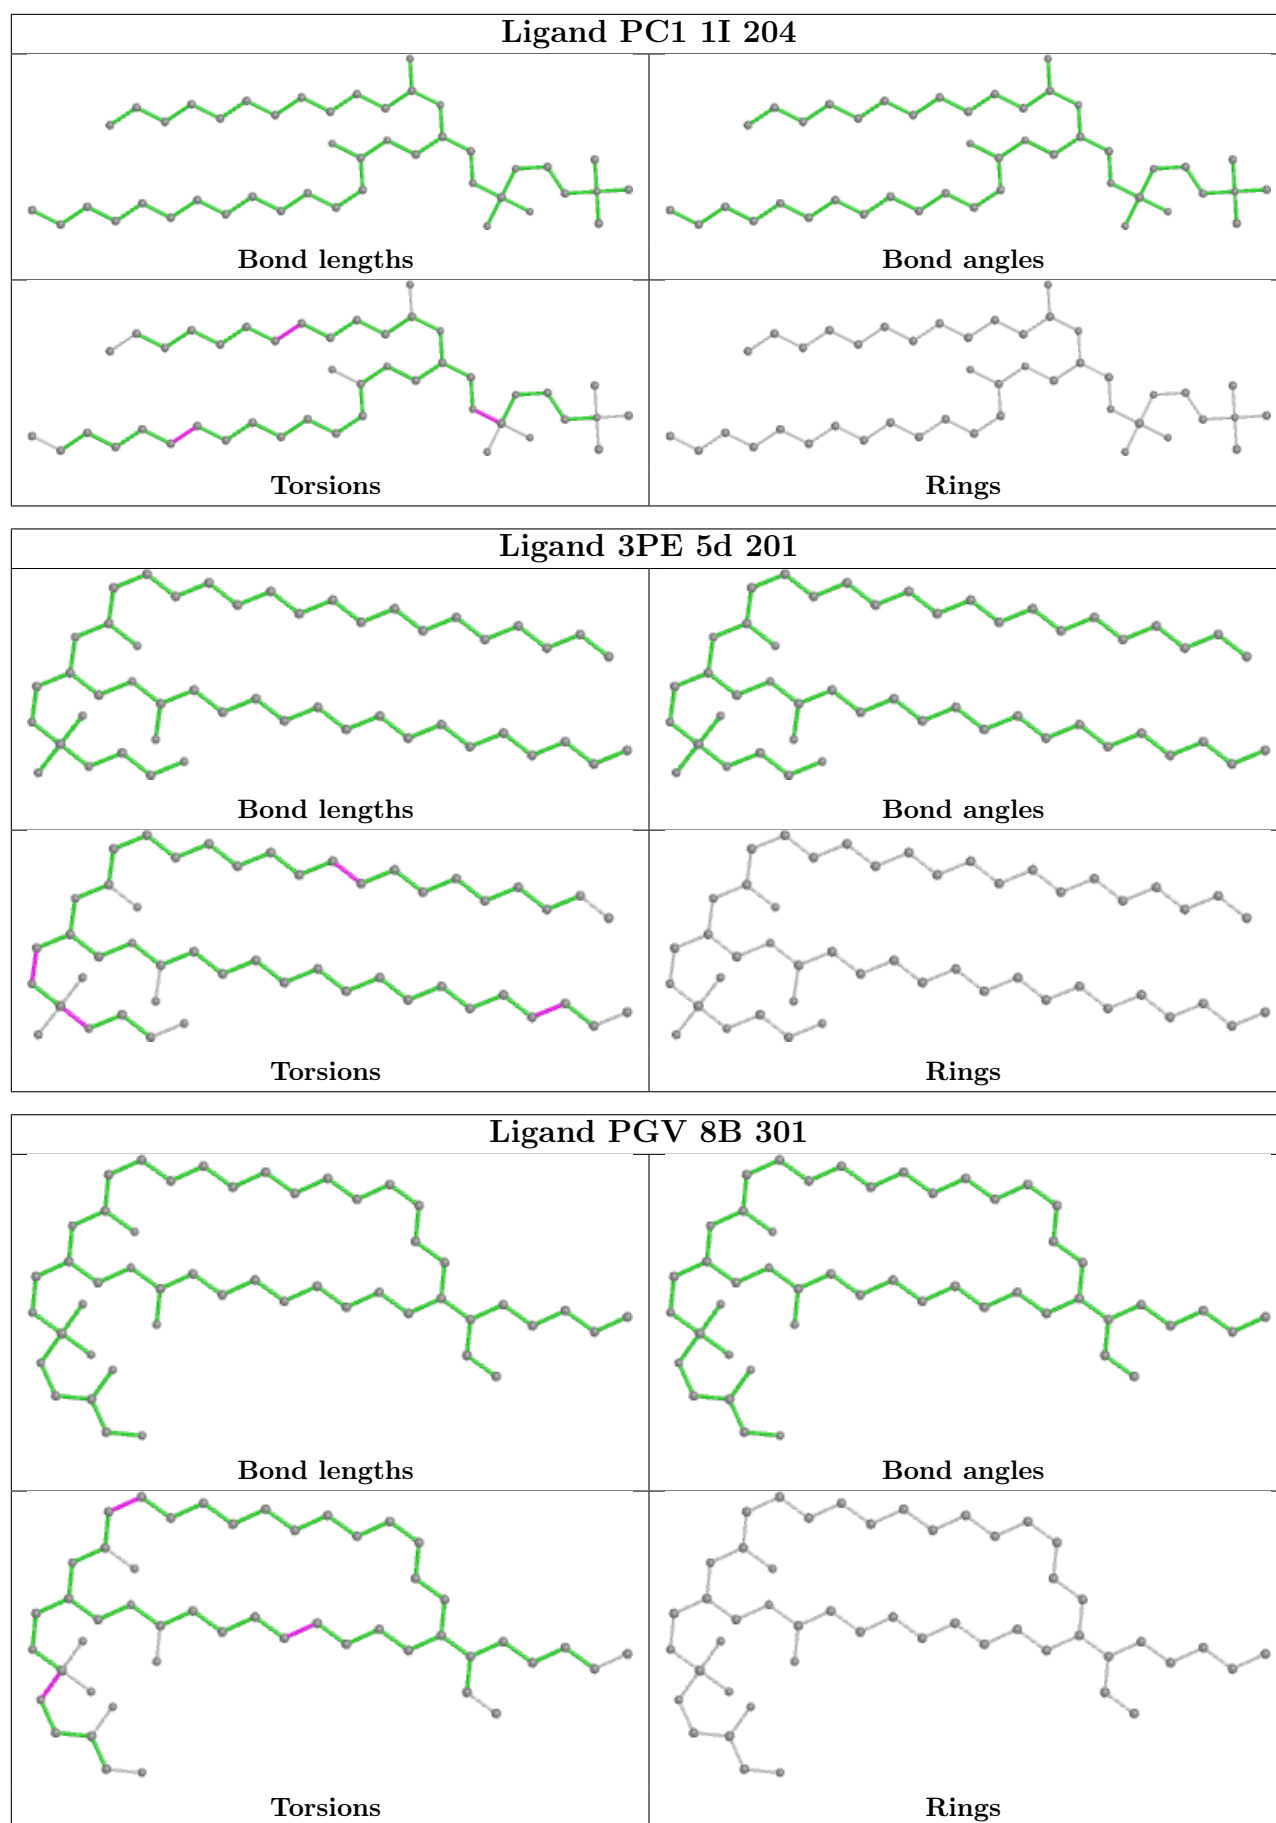 Ligand PC1 1I 204
Bond lengths
Bond angles
Torsions
Rings
Ligand 3PE 5d 201
Bond lengths
Bond angles
Torsions
Rings
Ligand PGV 8B 301
Bond lengths
Bond angles
Torsions
Rings